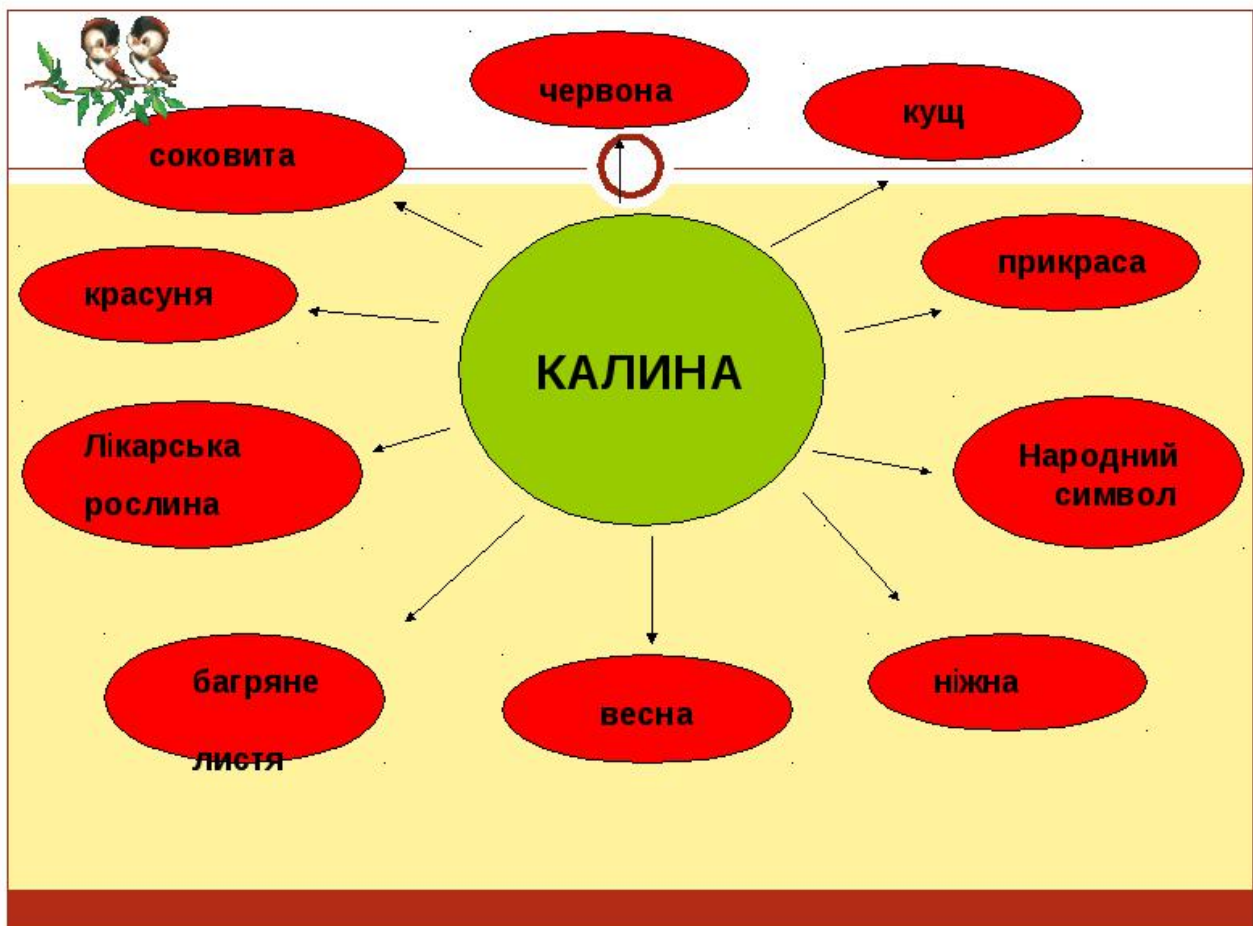 червона
кущ
соковита
прикраса
красуня
КАЛИНА
Лікарська
рослина
Народний
символ
багряне
листя
весна
ніжна